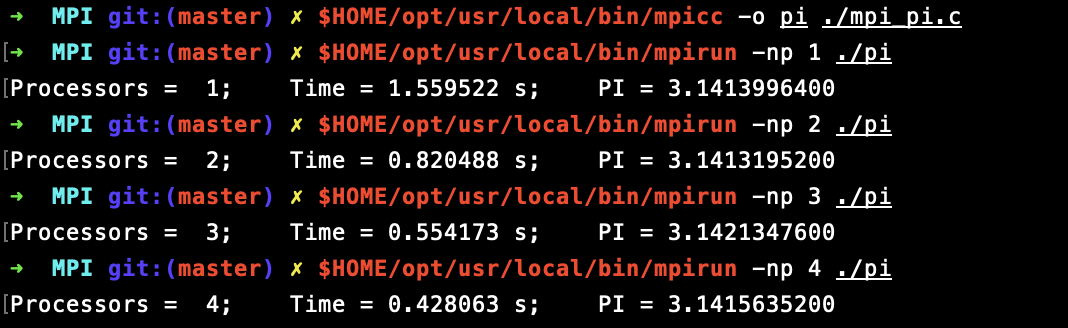 ➜  MPI git:(master) ✗ $HOME/opt/usr/local/bin/mpicc -o pi ./mpi_pi.c
[➜  MPI git:(master) ✗ $HOME/opt/usr/local/bin/mpirun -np 1 ./pi
[Processors =  1;    Time = 1.559522 s;    PI = 3.1413996400
➜  MPI git:(master) ✗ $HOME/opt/usr/local/bin/mpirun -np 2 ./pi
[Processors =  2;    Time = 0.820488 s;    PI = 3.1413195200
➜  MPI git:(master) ✗ $HOME/opt/usr/local/bin/mpirun -np 3 ./pi
[Processors =  3;    Time = 0.554173 s;    PI = 3.1421347600
➜  MPI git:(master) ✗ $HOME/opt/usr/local/bin/mpirun -np 4 ./pi
[Processors =  4;    Time = 0.428063 s;    PI = 3.1415635200